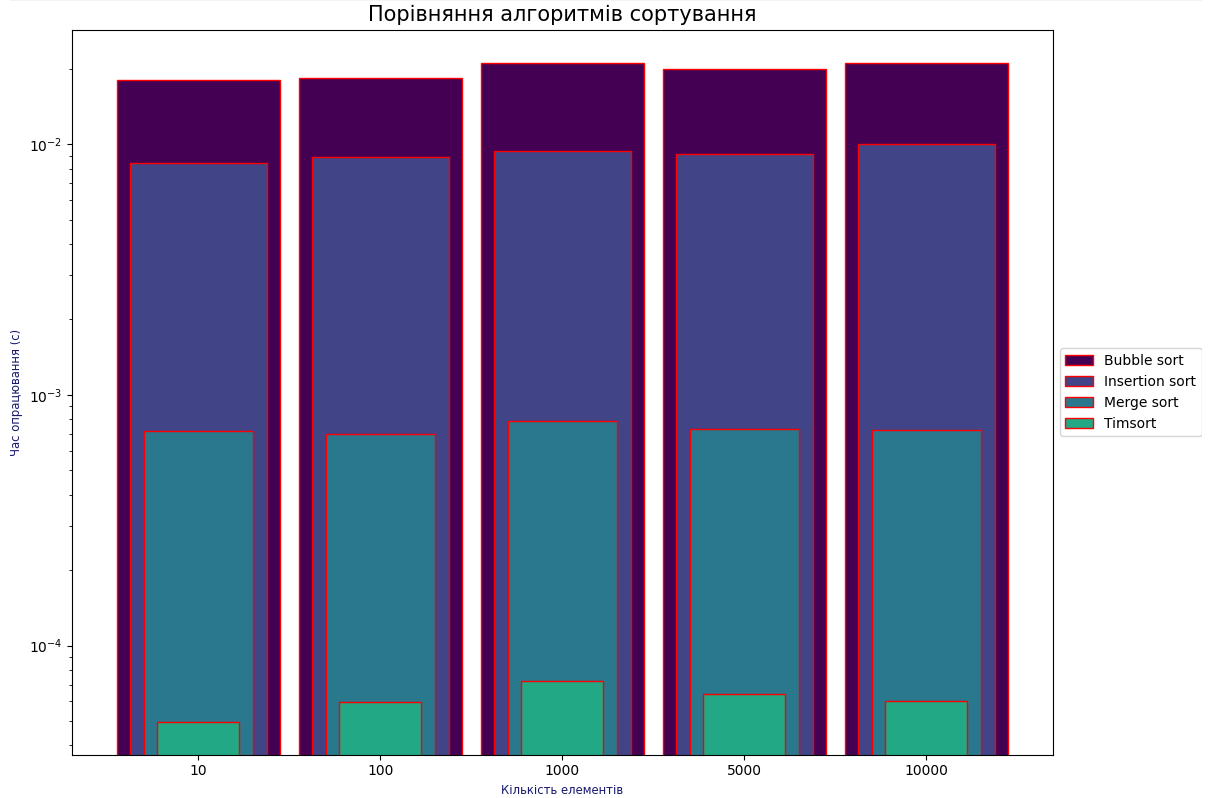 Порівняння алгоритмів сортування
Час опрацювання (с)
10⁻²
10⁻³
10⁻⁴
10
100
1000
5000
10000
Кількість елементів
Bubble sort
Insertion sort
Merge sort
Timsort